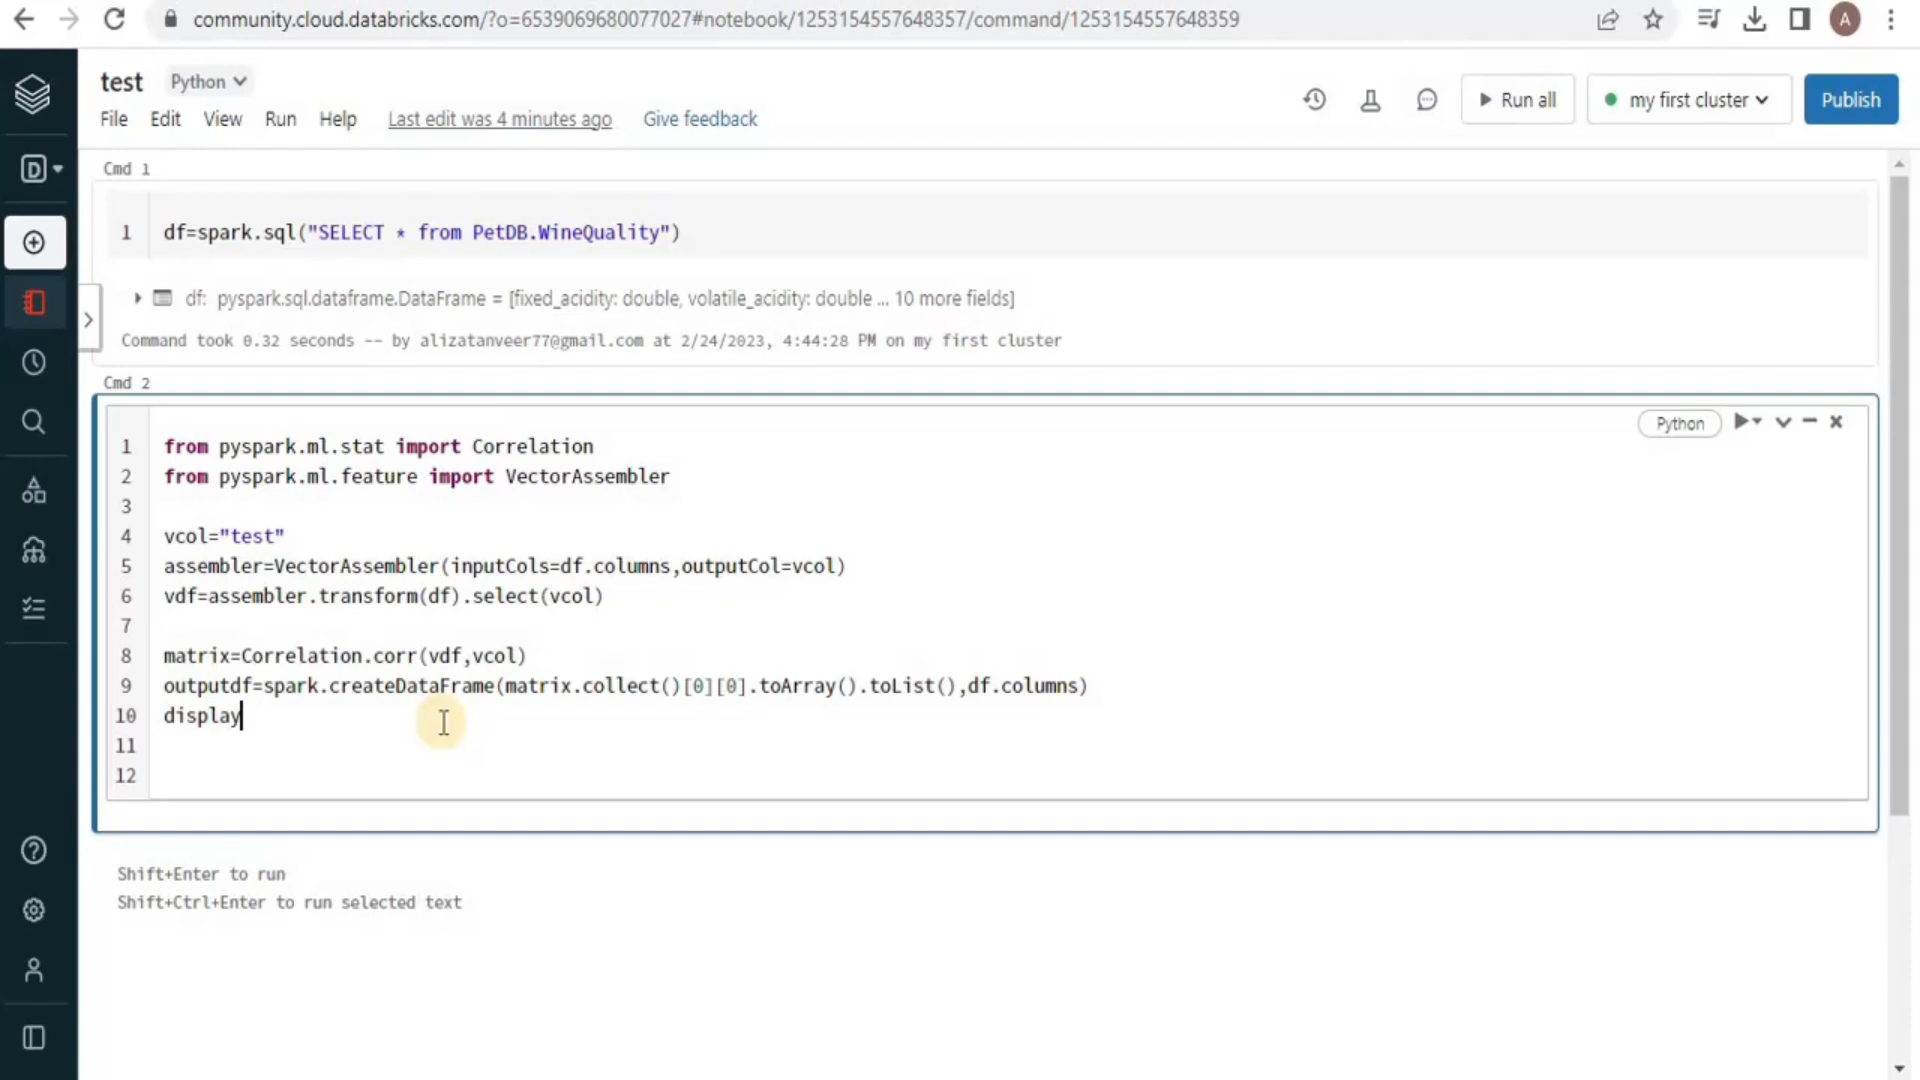 community.cloud.databricks.com/?o=6539069680077027#notebook/1253154557648357/command/1253154557648359
A
test Python
File Edit View Run Help Last edit was 4 minutes ago Give feedback
Run all my first cluster Publish
D
Cmd 1
1 df=spark.sql("SELECT * from PetDB.WineQuality")
df: pyspark.sql.dataframe.DataFrame = [fixed_acidity: double, volatile_acidity: double ... 10 more fields]
Command took 0.32 seconds -- by alizatanveer77@gmail.com at 2/24/2023, 4:44:28 PM on my first cluster
Cmd 2
Python
1 from pyspark.ml.stat import Correlation
2 from pyspark.ml.feature import VectorAssembler
3
4 vcol="test"
5 assembler=VectorAssembler(inputCols=df.columns,outputCol=vcol)
6 vdf=assembler.transform(df).select(vcol)
7
8 matrix=Correlation.corr(vdf,vcol)
9 outputdf=spark.createDataFrame(matrix.collect()[0][0].toArray().toList(),df.columns)
10 display
11
12
Shift+Enter to run
Shift+Ctrl+Enter to run selected text